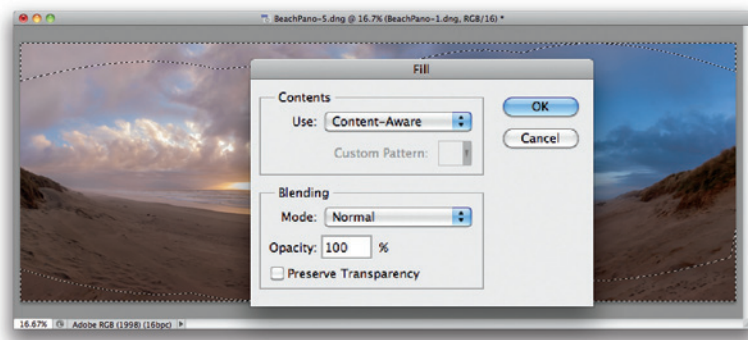 BeachPano-5.dng @ 16.7% (BeachPano-1.dng, RGB/16) *
Fill
Contents
Use: Content-Aware
Custom Pattern:
OK
Cancel
Blending
Mode: Normal
Opacity: 100 %
Preserve Transparency
16.67% Adobe RGB (1998) (16bpc)